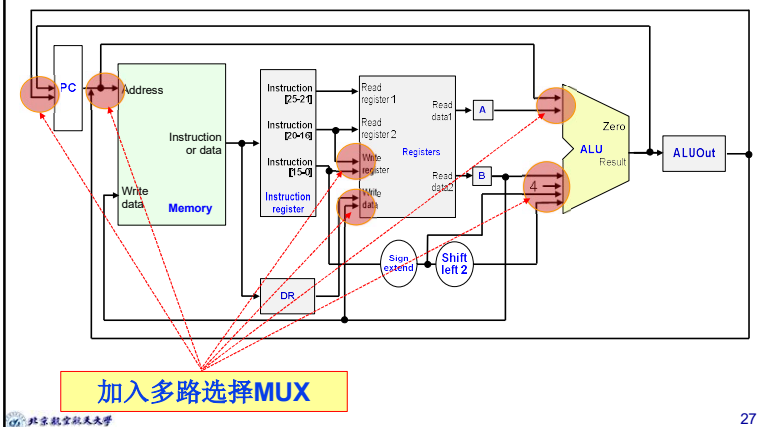 PC
Address
Instruction
or data
Write
data
Memory
Instruction
[25-21]
Instruction
[20-16]
Instruction
[15-0]
Instruction
register
DR
Read
register 1
Read
register 2
Write
register
Write
data
Read
data1
Registers
Read
data2
A
B
Sign
extend
Shift
left 2
4
Zero
ALU
Result
ALUOut
加入多路选择MUX
北京航空航天大学
27